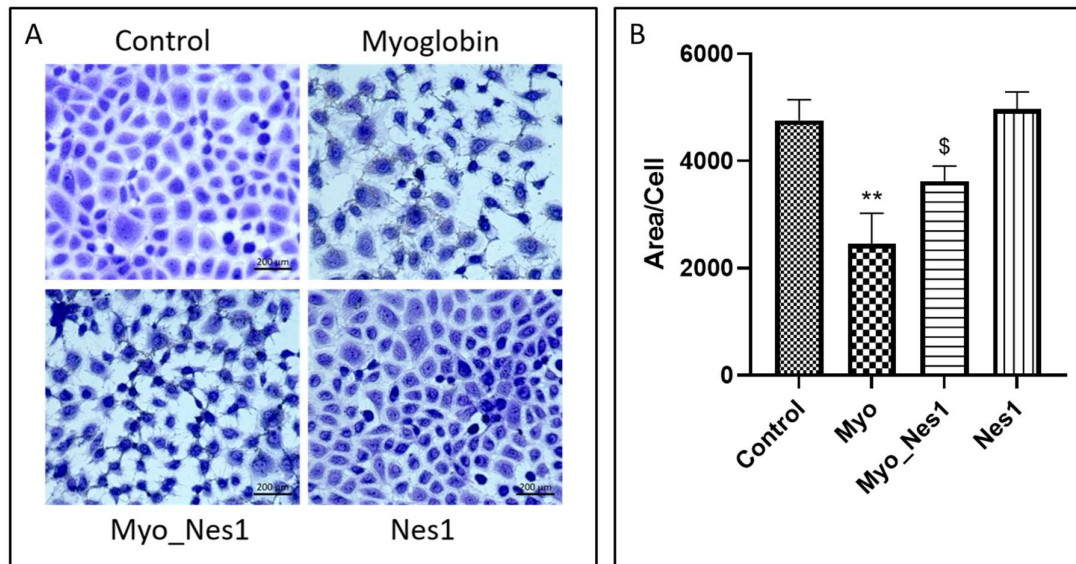 A
Control
Myoglobin
200 µm
200 µm
200 µm
Myo_Nes1
Nes1
B
Area/Cell
6000
4000
2000
0
**
$
Control
Myo
Myo_Nes1
Nes1